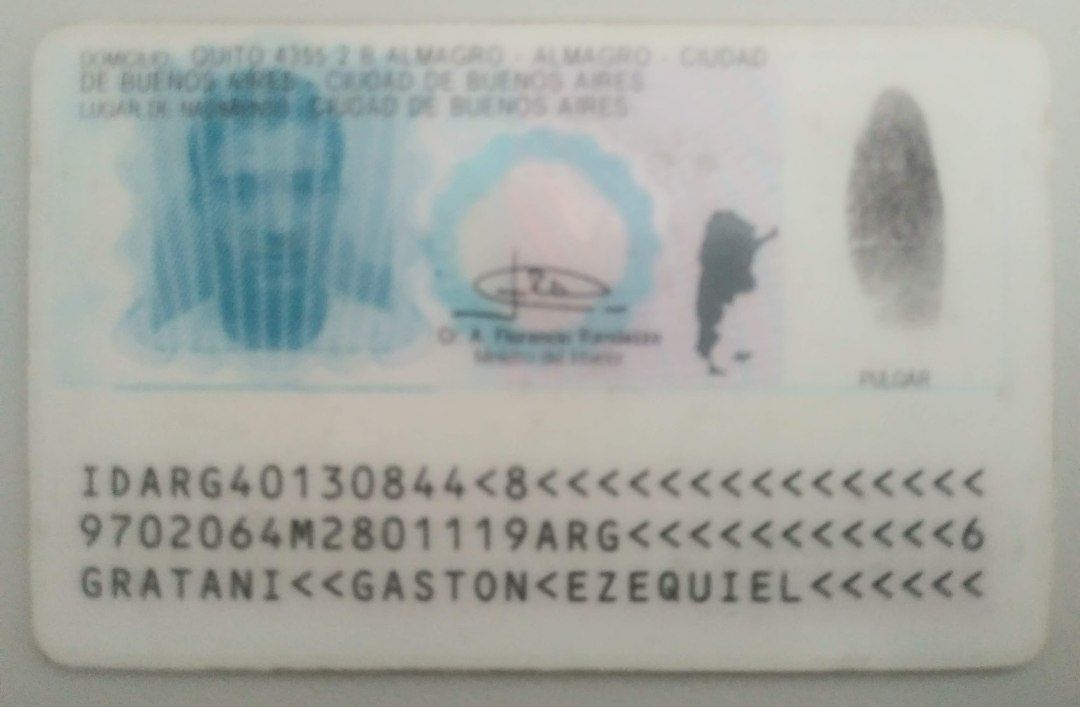 DOMICILIO: QUITO 4355 2 B ALMAGRO - ALMAGRO - CIUDAD
DE BUENOS AIRES - CIUDAD DE BUENOS AIRES
LUGAR DE NACIMIENTO: CIUDAD DE BUENOS AIRES
Cr. A. Florencio Randazzo
Ministro del Interior
PULGAR
IDARG40130844<8<<<<<<<<<<<<<<<
9702064M2801119ARG<<<<<<<<<<<6
GRATANI<<GASTON<EZEQUIEL<<<<<<